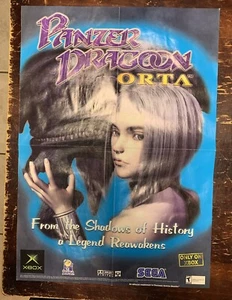 PANZER
DRAGOON
ORTA
From the Shadows of History
a Legend Reawakens
XBOX
SEGA
ONLY ON
XBOX